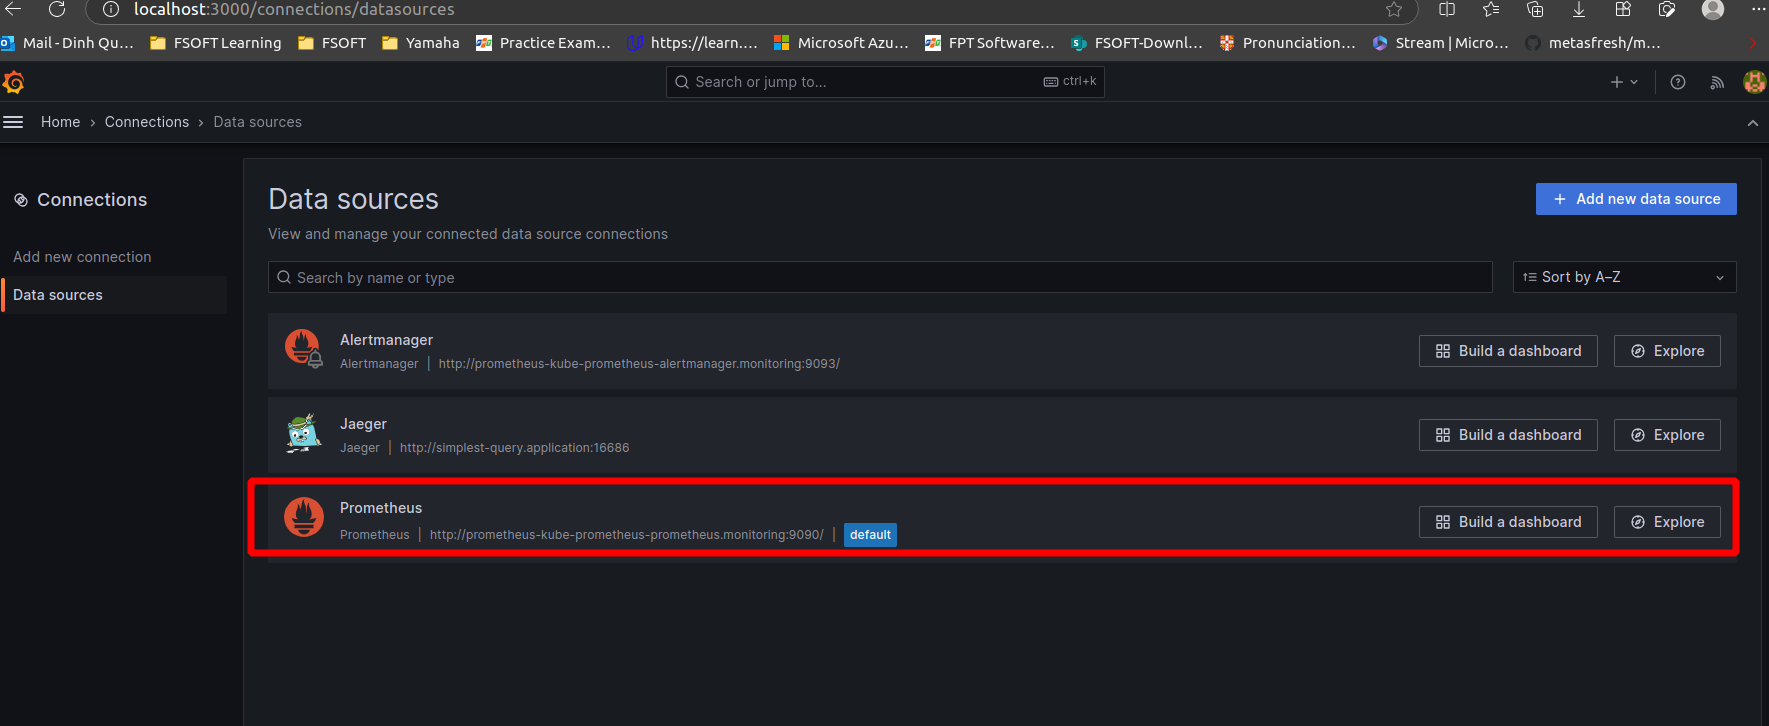 localhost:3000/connections/datasources
Mail - Dinh Qu... FSOFT Learning FSOFT Yamaha Practice Exam... https://learn.... Microsoft Azu... FPT Software... FSOFT-Downl... Pronunciation... Stream | Micro... metasfresh/m...
Search or jump to... ctrl+k
Home › Connections › Data sources
Connections
Add new connection
Data sources
Data sources
Add new data source
View and manage your connected data source connections
Search by name or type
Sort by A–Z
Alertmanager
Alertmanager | http://prometheus-kube-prometheus-alertmanager.monitoring:9093/
Build a dashboard Explore
Jaeger
Jaeger | http://simplest-query.application:16686
Build a dashboard Explore
Prometheus
Prometheus | http://prometheus-kube-prometheus-prometheus.monitoring:9090/ | default
Build a dashboard Explore